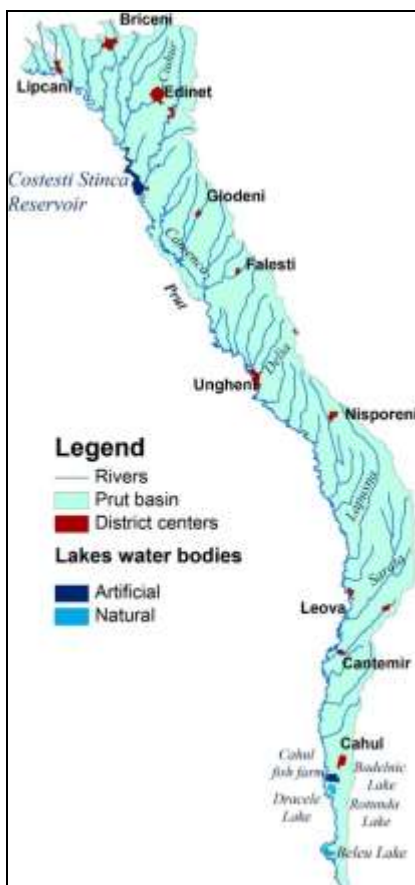 Briceni
Lipcani
Ciuhur
Edinet
Costesti Stinca
Reservoir
Glodeni
Camenca
Falesti
Prut
Delia
Ungheni
Nisporeni
Legend
Rivers
Prut basin
District centers
Lapusna
Lakes water bodies
Sarata
Artificial
Natural
Leova
Cantemir
Cahul
Cahul
fish farm
Badelnic
Lake
Dracele
Lake
Rotunda
Lake
Beleu Lake